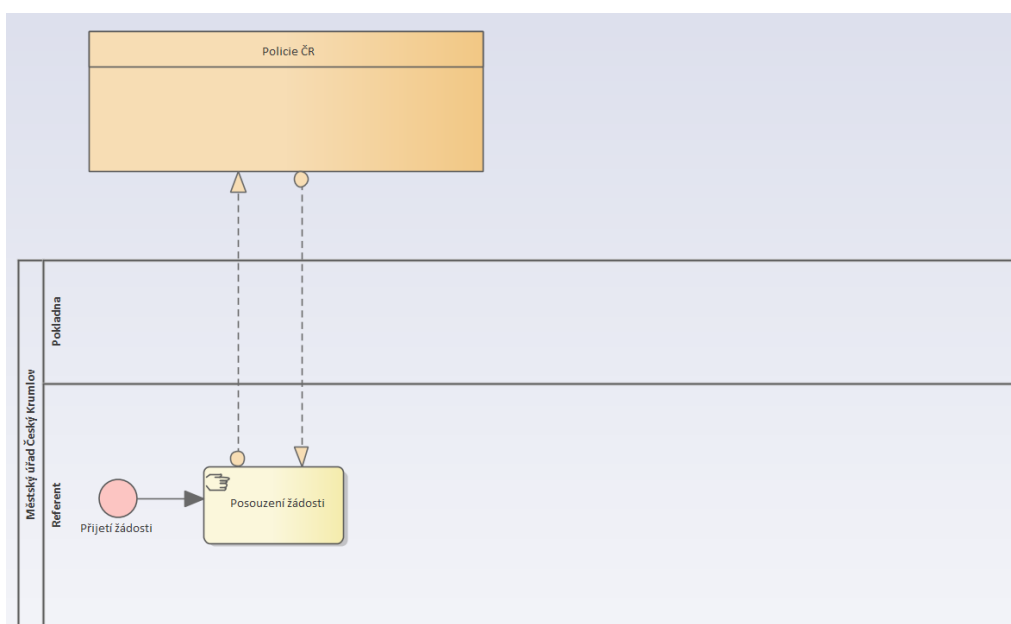 Policie ČR
Městský úřad Český Krumlov
Pokladna
Referent
Posouzení žádosti
Přijetí žádosti